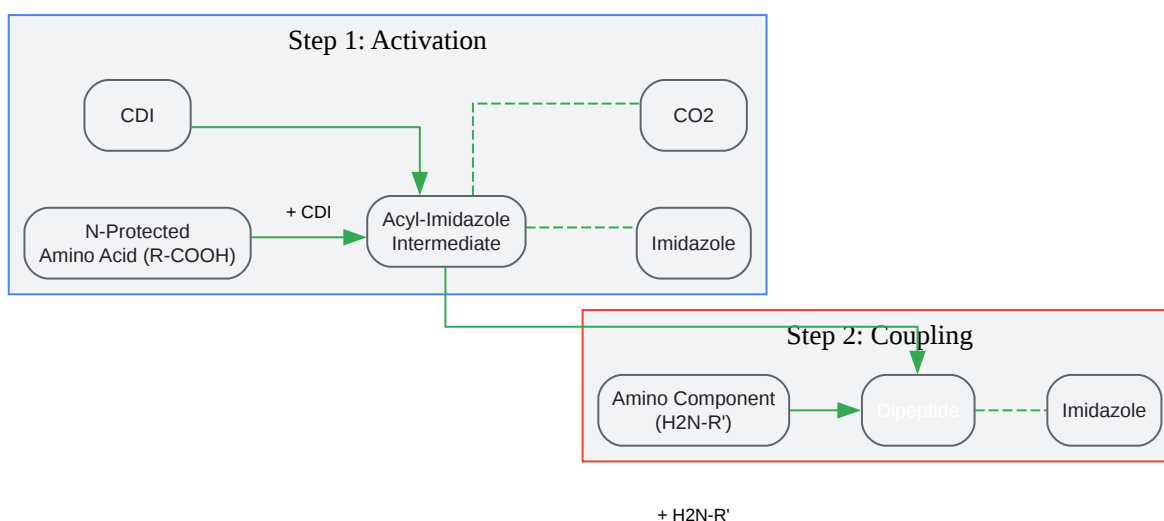 Step 1: Activation
CDI
CO2
+ CDI
N-Protected
Amino Acid (R-COOH)
Acyl-Imidazole
Intermediate
Imidazole
Step 2: Coupling
Amino Component
(H2N-R')
Dipeptide
Imidazole
+ H2N-R'